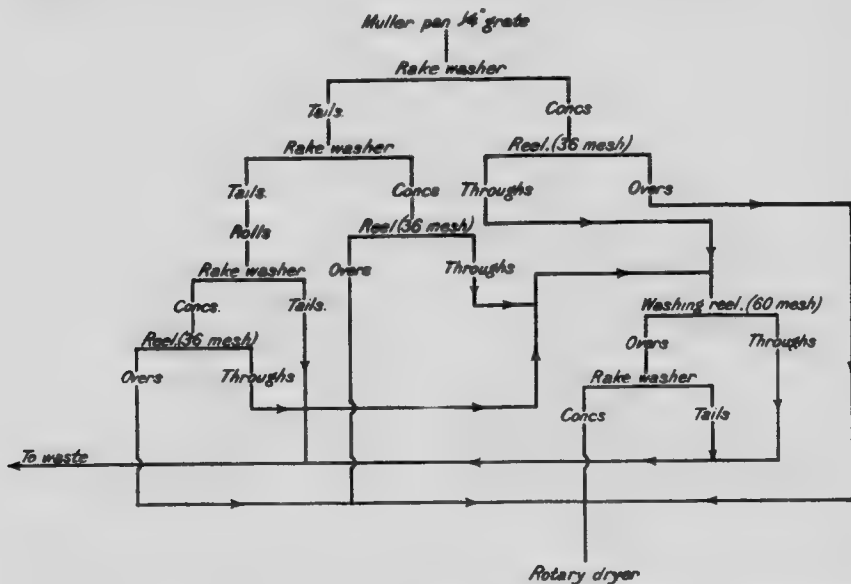 Muller pan 1/4" grate
Rake washer
Tails.
Concs
Rake washer
Reel.(36 mesh)
Tails.
Concs
Throughs
Overs
Rolls
Reel(36 mesh)
Rake washer
Overs
Throughs
Concs.
Tails.
Washing reel.(60 mesh)
Reel.(36 mesh)
Overs
Throughs
Overs
Throughs
Rake washer
Concs
Tails
To waste
Rotary dryer